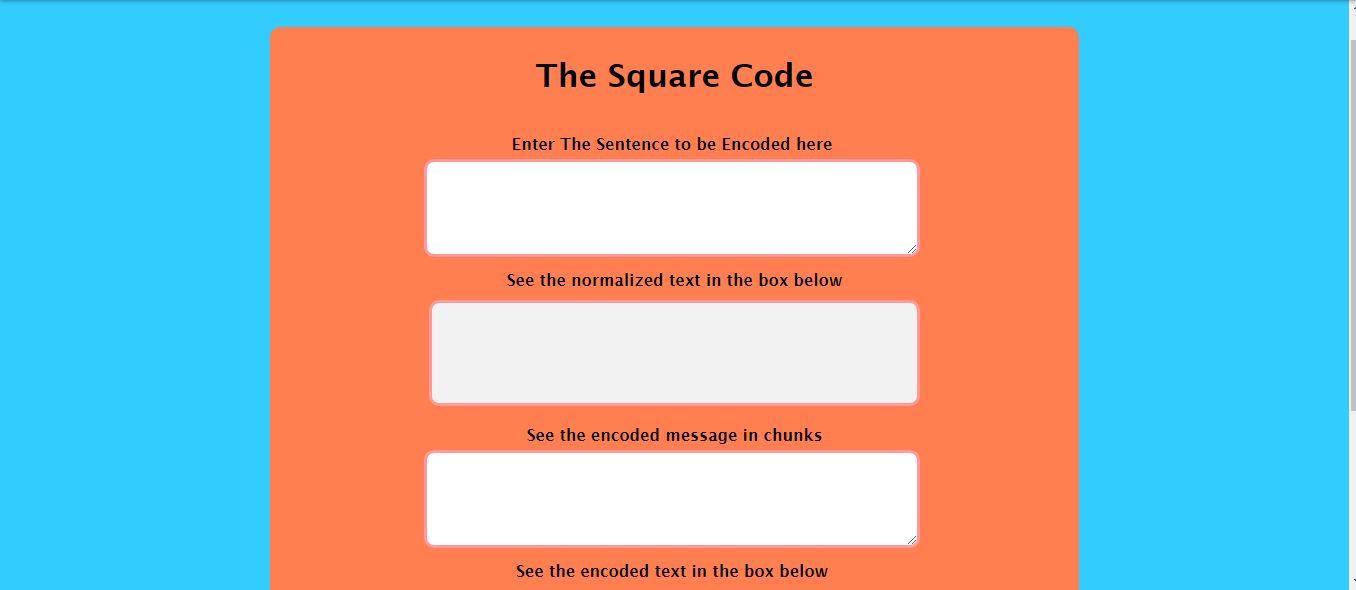 The Square Code
Enter The Sentence to be Encoded here
See the normalized text in the box below
See the encoded message in chunks
See the encoded text in the box below